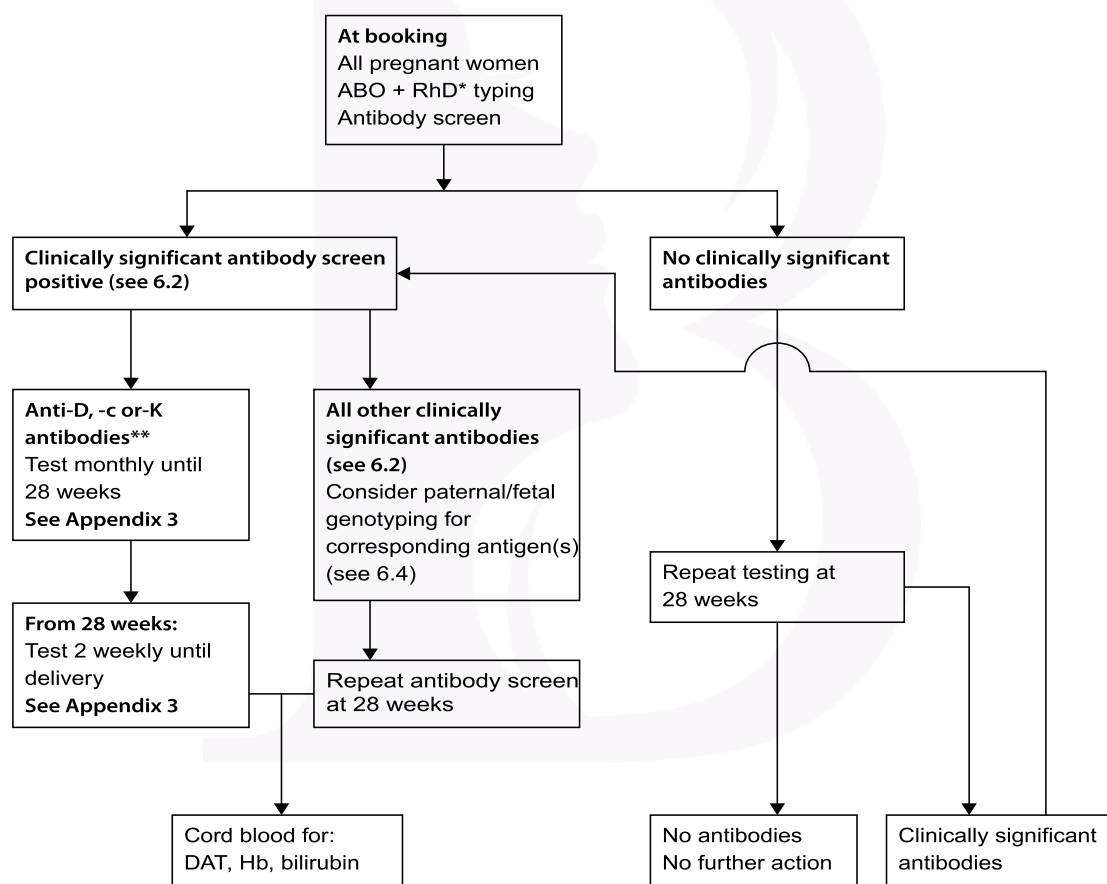 At booking
All pregnant women
ABO + RhD* typing
Antibody screen
Clinically significant antibody screen
positive (see 6.2)
No clinically significant
antibodies
Anti-D, -c or-K
antibodies**
Test monthly until
28 weeks
See Appendix 3
All other clinically
significant antibodies
(see 6.2)
Consider paternal/fetal
genotyping for
corresponding antigen(s)
(see 6.4)
Repeat testing at
28 weeks
From 28 weeks:
Test 2 weekly until
delivery
See Appendix 3
Repeat antibody screen
at 28 weeks
Cord blood for:
DAT, Hb, bilirubin
No antibodies
No further action
Clinically significant
antibodies